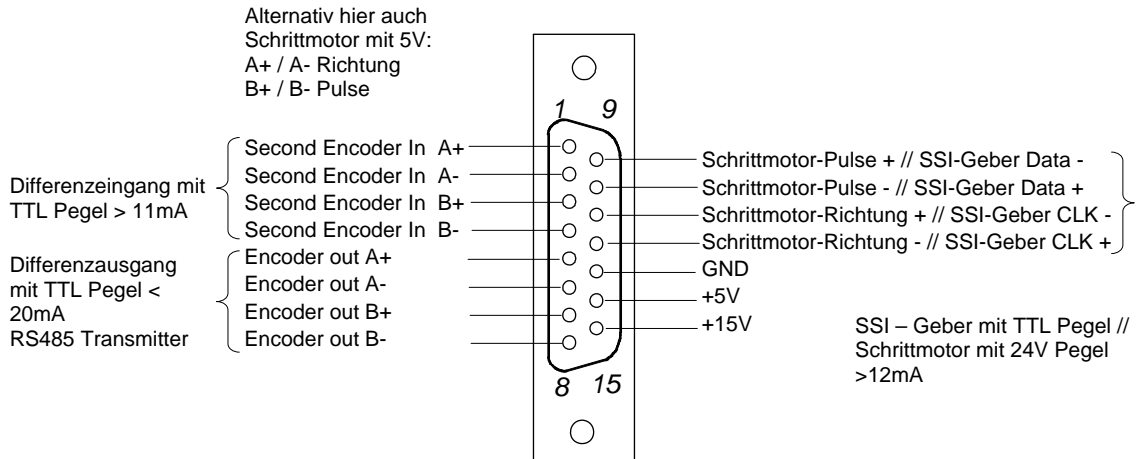 Alternativ hier auch
Schrittmotor mit 5V:
A+ / A- Richtung
B+ / B- Pulse
1 9
Second Encoder In A+
Second Encoder In A-
Second Encoder In B+
Second Encoder In B-
Differenzeingang mit
TTL Pegel > 11mA
Encoder out A+
Encoder out A-
Encoder out B+
Encoder out B-
Differenzausgang
mit TTL Pegel <
20mA
RS485 Transmitter
8 15
Schrittmotor-Pulse + // SSI-Geber Data -
Schrittmotor-Pulse - // SSI-Geber Data +
Schrittmotor-Richtung + // SSI-Geber CLK -
Schrittmotor-Richtung - // SSI-Geber CLK +
GND
+5V
+15V
SSI – Geber mit TTL Pegel //
Schrittmotor mit 24V Pegel
>12mA